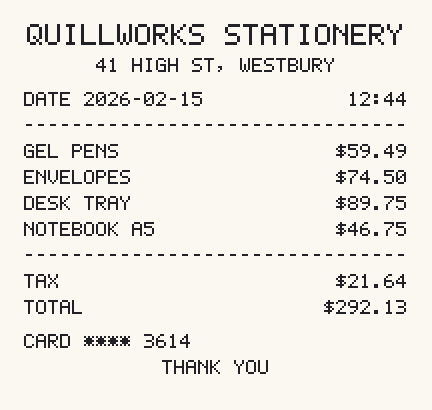 QUILLWORKS STATIONERY
41 HIGH ST, WESTBURY
DATE 2026-02-15 12:44
--------------------------------
GEL PENS $59.49
ENVELOPES $74.50
DESK TRAY $89.75
NOTEBOOK A5 $46.75
--------------------------------
TAX $21.64
TOTAL $292.13
CARD **** 3614
THANK YOU